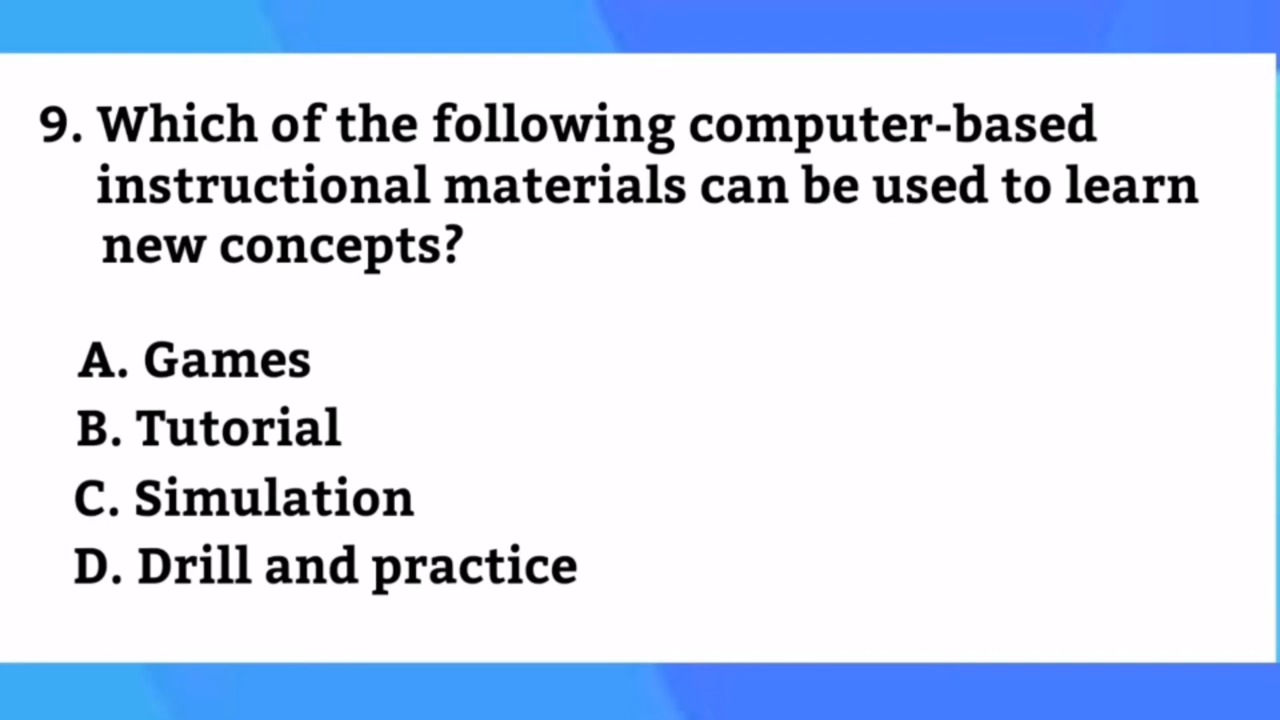 9. Which of the following computer-based
instructional materials can be used to learn
new concepts?
A. Games
B. Tutorial
C. Simulation
D. Drill and practice